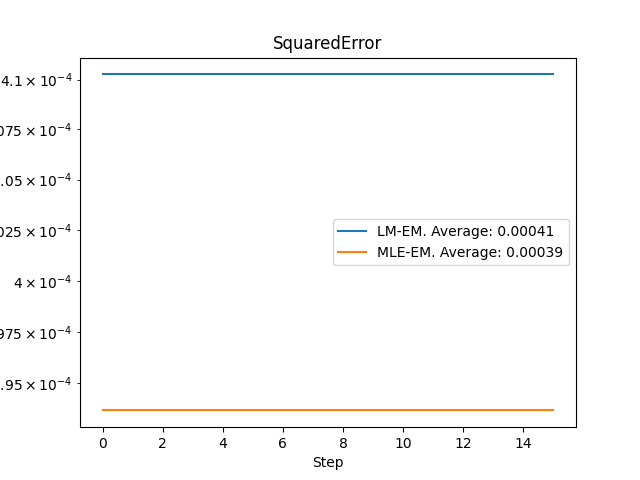 SquaredError
4.1 × 10⁻⁴
075 × 10⁻⁴
.05 × 10⁻⁴
025 × 10⁻⁴
4 × 10⁻⁴
975 × 10⁻⁴
.95 × 10⁻⁴
LM-EM. Average: 0.00041
MLE-EM. Average: 0.00039
0 2 4 6 8 10 12 14
Step